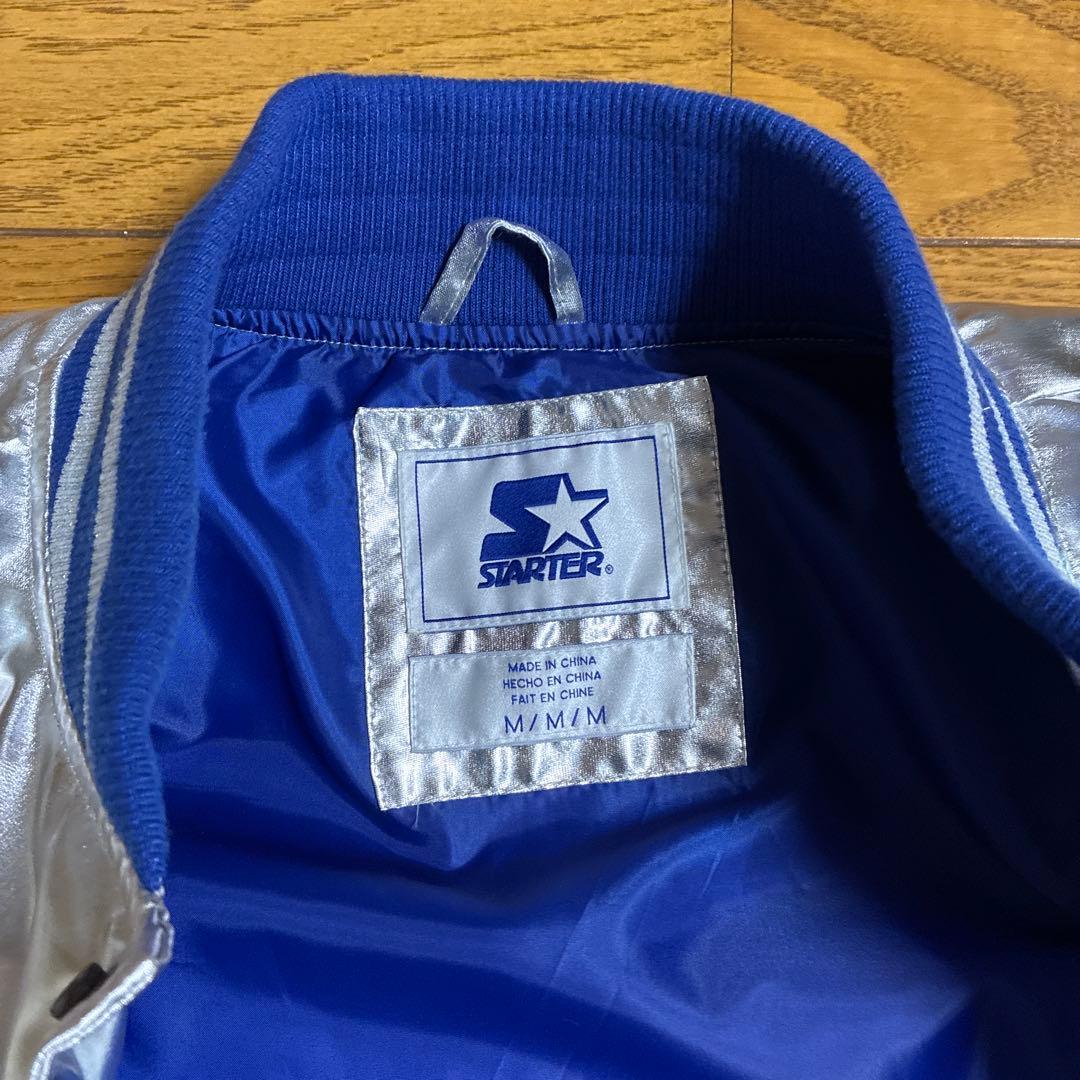 STARTER®
MADE IN CHINA
HECHO EN CHINA
FAIT EN CHINE
M/M/M